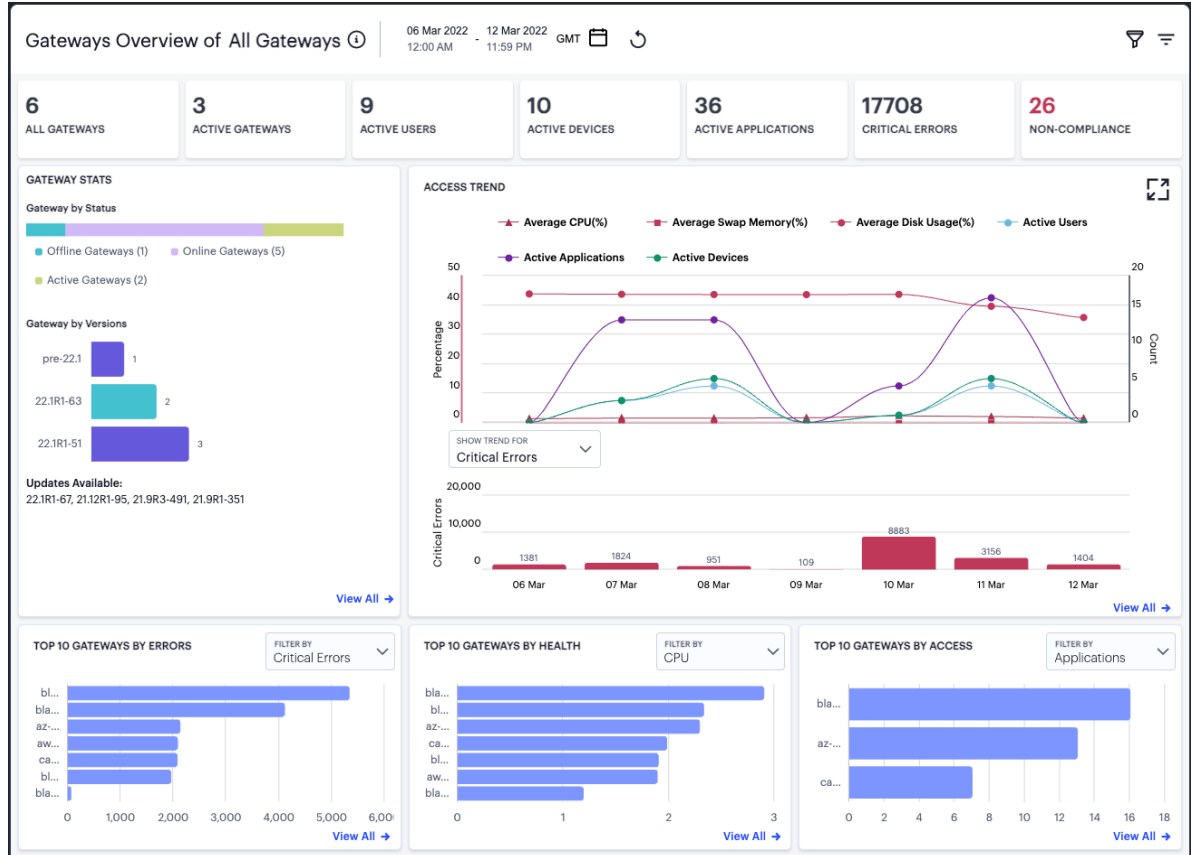 Gateways Overview of All Gateways
06 Mar 2022 - 12 Mar 2022 GMT
12:00 AM 11:59 PM
6
ALL GATEWAYS
3
ACTIVE GATEWAYS
9
ACTIVE USERS
10
ACTIVE DEVICES
36
ACTIVE APPLICATIONS
17708
CRITICAL ERRORS
26
NON-COMPLIANCE
GATEWAY STATS
Gateway by Status
Offline Gateways (1) Online Gateways (5)
Active Gateways (2)
Gateway by Versions
pre-22.1 1
22.1R1-63 2
22.1R1-51 3
Updates Available:
22.1R1-67, 21.12R1-95, 21.9R3-491, 21.9R1-351
View All
ACCESS TREND
Average CPU(%) Average Swap Memory(%) Average Disk Usage(%) Active Users
Active Applications Active Devices
50
40
30
20
10
0
Percentage
20
15
10
5
0
Count
SHOW TREND FOR
Critical Errors
20,000
10,000
0
Critical Errors
1381 1824 951 109 8883 3156 1404
06 Mar 07 Mar 08 Mar 09 Mar 10 Mar 11 Mar 12 Mar
View All
TOP 10 GATEWAYS BY ERRORS
FILTER BY
Critical Errors
bl...
bla...
az-...
aw...
ca...
bl...
bla...
0 1,000 2,000 3,000 4,000 5,000 6,00
View All
TOP 10 GATEWAYS BY HEALTH
FILTER BY
CPU
bla...
bl...
az-...
ca...
bl...
aw...
bla...
0 1 2 3
View All
TOP 10 GATEWAYS BY ACCESS
FILTER BY
Applications
bla...
az-...
ca...
0 2 4 6 8 10 12 14 16 18
View All